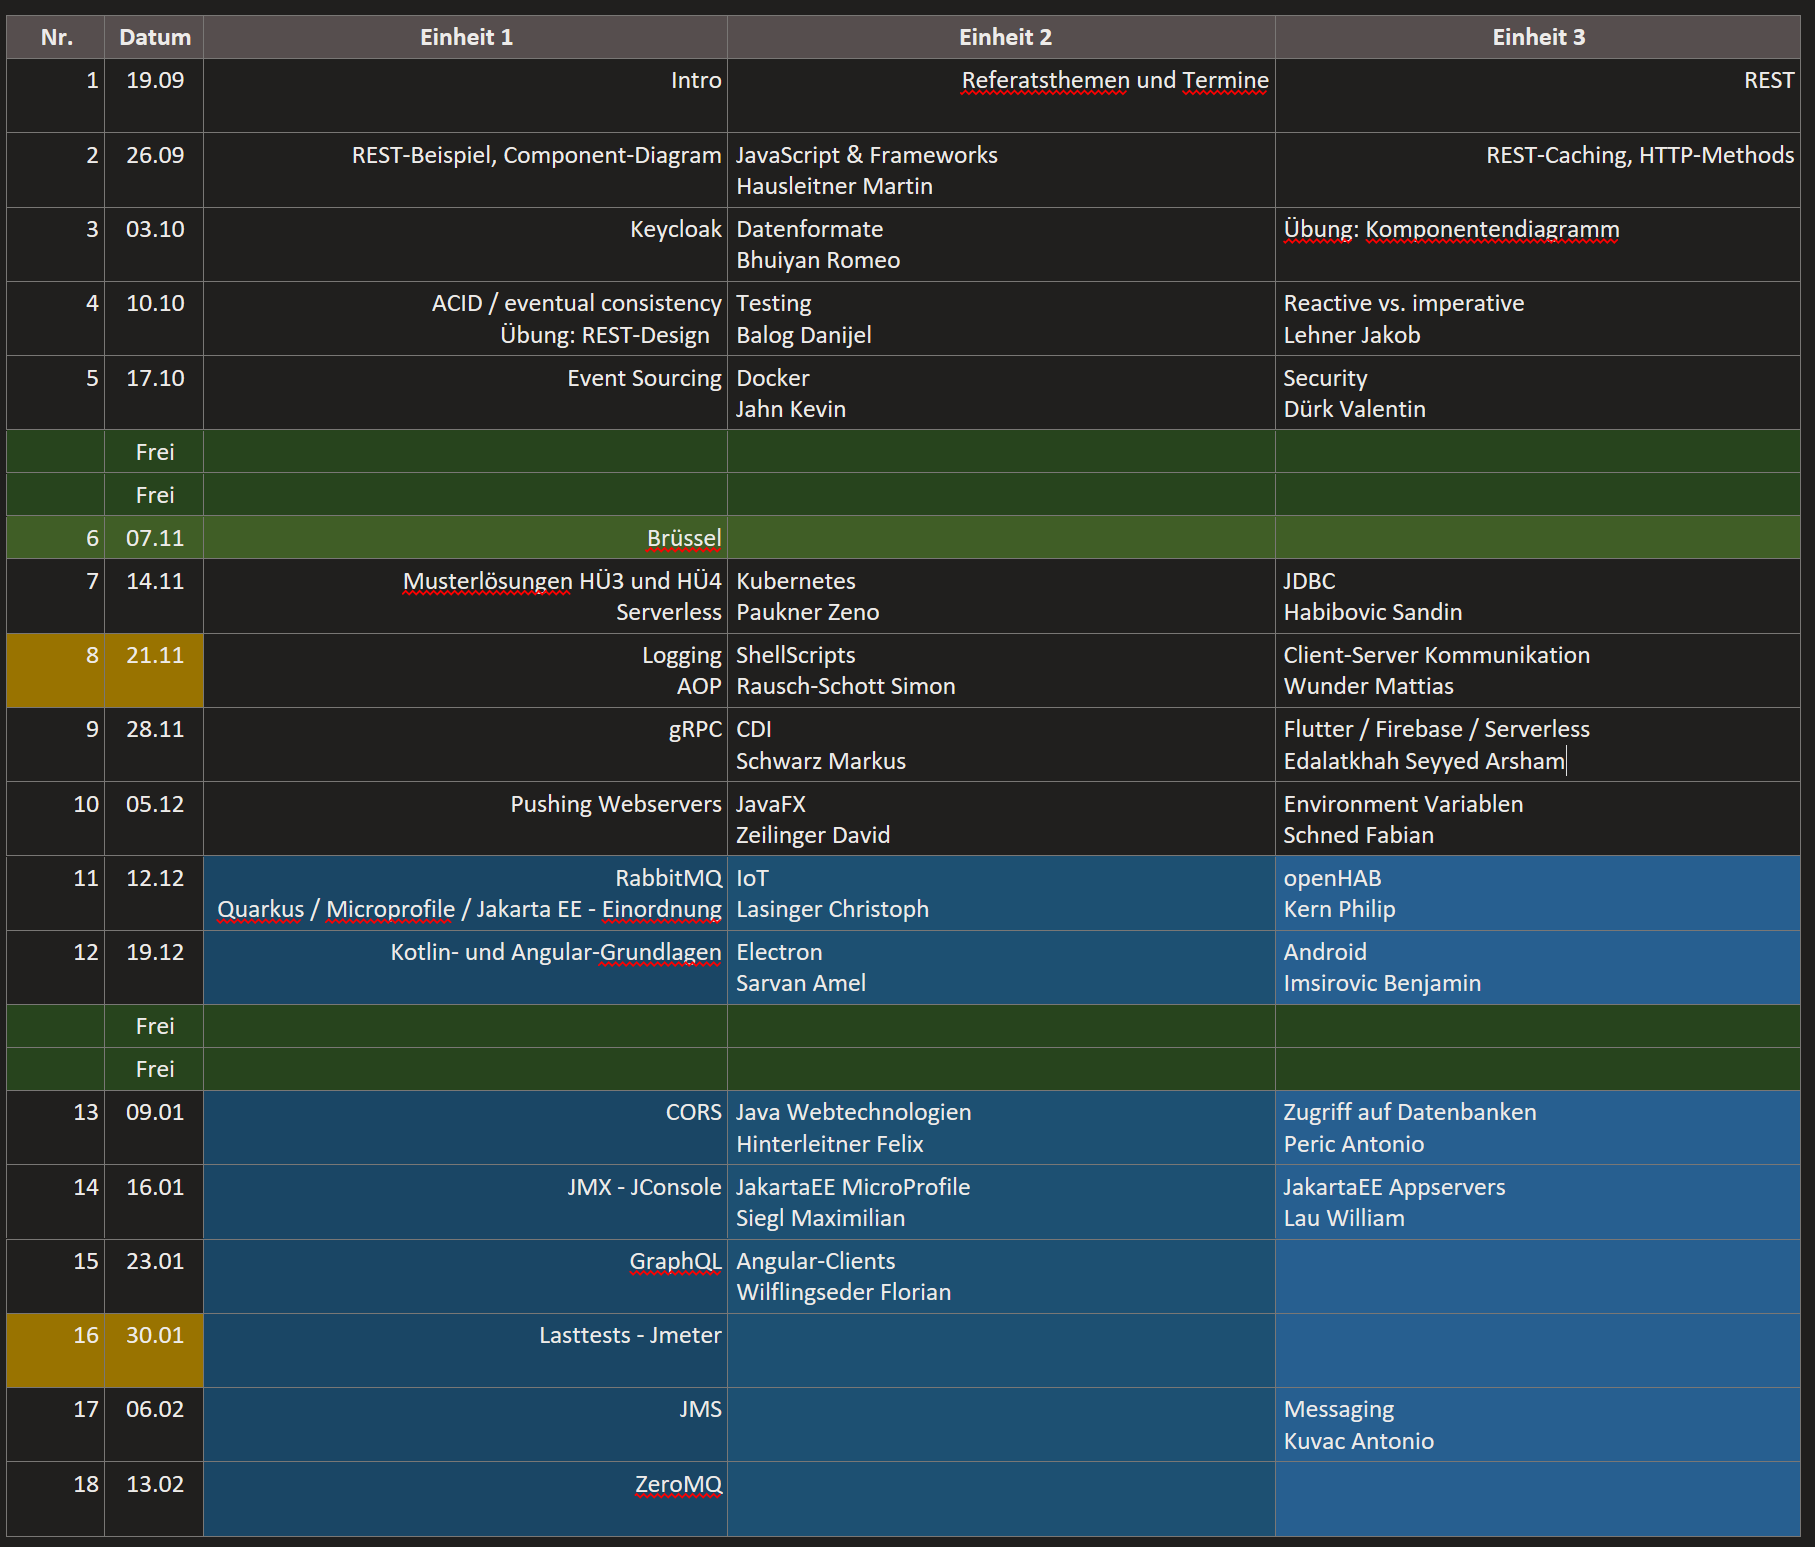 Nr. Datum Einheit 1 Einheit 2 Einheit 3
1 19.09 Intro Referatsthemen und Termine REST
2 26.09 REST-Beispiel, Component-Diagram JavaScript & Frameworks REST-Caching, HTTP-Methods
Hausleitner Martin
3 03.10 Keycloak Datenformate Übung: Komponentendiagramm
Bhuiyan Romeo
4 10.10 ACID / eventual consistency Testing Reactive vs. imperative
Übung: REST-Design Balog Danijel Lehner Jakob
5 17.10 Event Sourcing Docker Security
Jahn Kevin Dürk Valentin
Frei
Frei
6 07.11 Brüssel
7 14.11 Musterlösungen HÜ3 und HÜ4 Kubernetes JDBC
Serverless Paukner Zeno Habibovic Sandin
8 21.11 Logging ShellScripts Client-Server Kommunikation
AOP Rausch-Schott Simon Wunder Mattias
9 28.11 gRPC CDI Flutter / Firebase / Serverless
Schwarz Markus Edalatkhah Seyyed Arsham
10 05.12 Pushing Webservers JavaFX Environment Variablen
Zeilinger David Schned Fabian
11 12.12 RabbitMQ IoT openHAB
Quarkus / Microprofile / Jakarta EE - Einordnung Lasinger Christoph Kern Philip
12 19.12 Kotlin- und Angular-Grundlagen Electron Android
Sarvan Amel Imsirovic Benjamin
Frei
Frei
13 09.01 CORS Java Webtechnologien Zugriff auf Datenbanken
Hinterleitner Felix Peric Antonio
14 16.01 JMX - JConsole JakartaEE MicroProfile JakartaEE Appservers
Siegl Maximilian Lau William
15 23.01 GraphQL Angular-Clients
Wilflingseder Florian
16 30.01 Lasttests - Jmeter
17 06.02 JMS Messaging
Kuvac Antonio
18 13.02 ZeroMQ